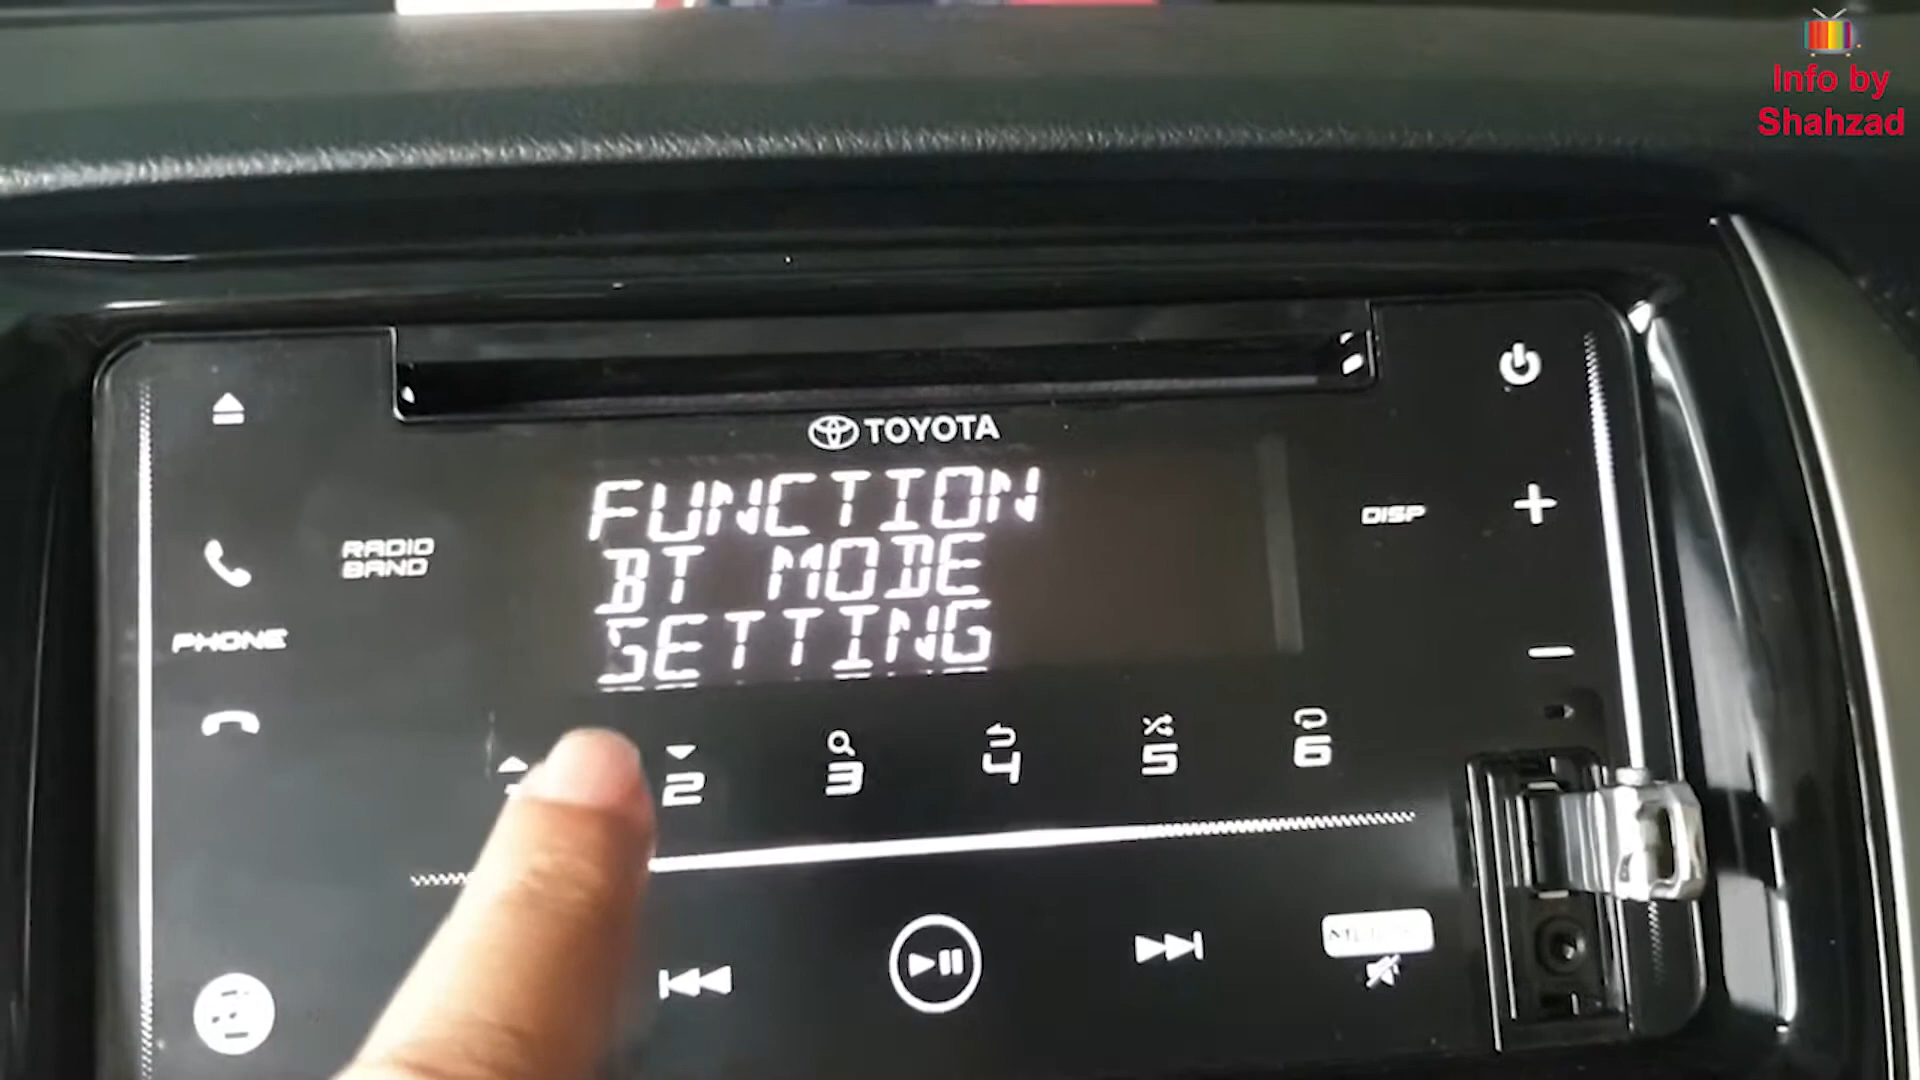 Info by
Shahzad
TOYOTA
FUNCTION
BT MODE
SETTING
RADIO
BAND
DISP
PHONE
2
3
4
5
6